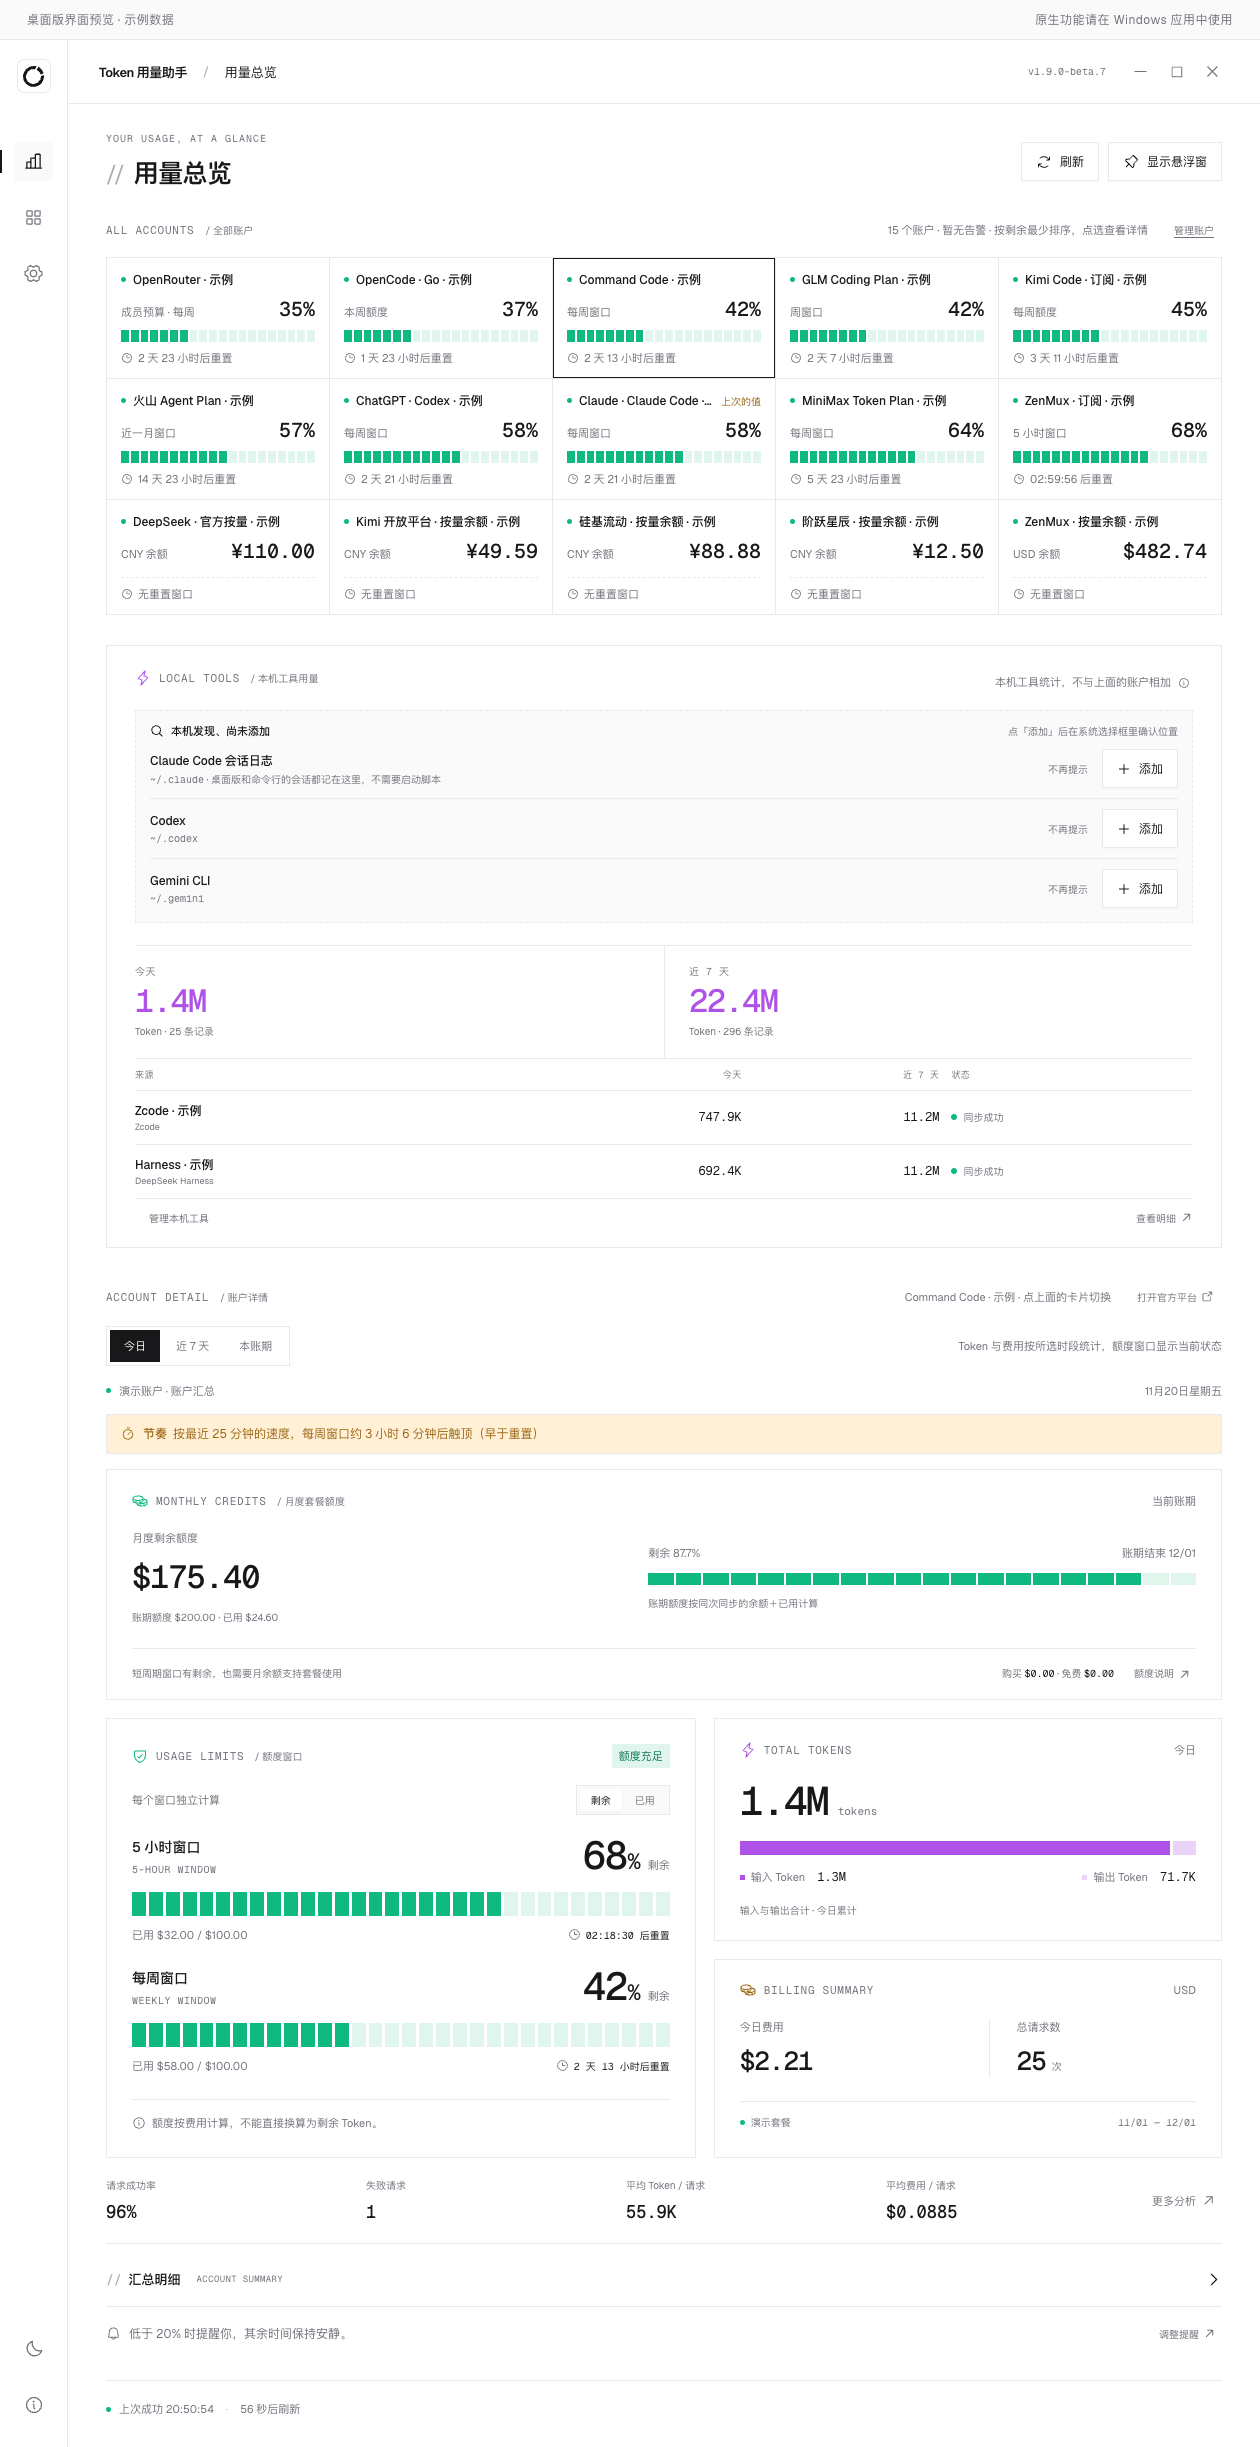 桌面版界面预览 · 示例数据 原生功能请在 Windows 应用中使用
Token 用量助手 / 用量总览 v1.9.0-beta.7
YOUR USAGE, AT A GLANCE
// 用量总览 刷新 显示悬浮窗
ALL ACCOUNTS / 全部账户 15 个账户 · 暂无告警 · 按剩余最少排序，点选查看详情 管理账户
OpenRouter · 示例 OpenCode · Go · 示例 Command Code · 示例 GLM Coding Plan · 示例 Kimi Code · 订阅 · 示例
成员预算 · 每周 35% 本周额度 37% 每周窗口 42% 周窗口 42% 每周额度 45%
2 天 23 小时后重置 1 天 23 小时后重置 2 天 13 小时后重置 2 天 7 小时后重置 3 天 11 小时后重置
火山 Agent Plan · 示例 ChatGPT · Codex · 示例 Claude · Claude Code ·... 上次的值 MiniMax Token Plan · 示例 ZenMux · 订阅 · 示例
近一月窗口 57% 每周窗口 58% 每周窗口 58% 每周窗口 64% 5 小时窗口 68%
14 天 23 小时后重置 2 天 21 小时后重置 2 天 21 小时后重置 5 天 23 小时后重置 02:59:56 后重置
DeepSeek · 官方按量 · 示例 Kimi 开放平台 · 按量余额 · 示例 硅基流动 · 按量余额 · 示例 阶跃星辰 · 按量余额 · 示例 ZenMux · 按量余额 · 示例
CNY 余额 ¥110.00 CNY 余额 ¥49.59 CNY 余额 ¥88.88 CNY 余额 ¥12.50 USD 余额 $482.74
无重置窗口 无重置窗口 无重置窗口 无重置窗口 无重置窗口
LOCAL TOOLS / 本机工具用量 本机工具统计，不与上面的账户相加
本机发现、尚未添加 点「添加」后在系统选择框里确认位置
Claude Code 会话日志
~/.claude · 桌面版和命令行的会话都记在这里，不需要启动脚本 不再提示 添加
Codex
~/.codex 不再提示 添加
Gemini CLI
~/.gemini 不再提示 添加
今天 近 7 天
1.4M 22.4M
Token · 25 条记录 Token · 296 条记录
来源 今天 近 7 天 状态
Zcode · 示例 747.9K 11.2M 同步成功
Zcode
Harness · 示例 692.4K 11.2M 同步成功
DeepSeek Harness
管理本机工具 查看明细
ACCOUNT DETAIL / 账户详情 Command Code · 示例 · 点上面的卡片切换 打开官方平台
今日 近 7 天 本账期 Token 与费用按所选时段统计，额度窗口显示当前状态
演示账户 · 账户汇总 11月20日星期五
节奏 按最近 25 分钟的速度，每周窗口约 3 小时 6 分钟后触顶（早于重置）
MONTHLY CREDITS / 月度套餐额度 当前账期
月度剩余额度
$175.40
账期额度 $200.00 · 已用 $24.60
剩余 87.7% 账期结束 12/01
账期额度按同次同步的余额＋已用计算
短周期窗口有剩余，也需要月余额支持套餐使用 购买 $0.00 · 免费 $0.00 额度说明
USAGE LIMITS / 额度窗口 额度充足
每个窗口独立计算 剩余 已用
5 小时窗口 68% 剩余
5-HOUR WINDOW
已用 $32.00 / $100.00 02:18:30 后重置
每周窗口 42% 剩余
WEEKLY WINDOW
已用 $58.00 / $100.00 2 天 13 小时后重置
额度按费用计算，不能直接换算为剩余 Token。
TOTAL TOKENS 今日
1.4M tokens
输入 Token 1.3M 输出 Token 71.7K
输入与输出合计 · 今日累计
BILLING SUMMARY USD
今日费用 总请求数
$2.21 25 次
演示套餐 11/01 – 12/01
请求成功率 失败请求 平均 Token / 请求 平均费用 / 请求
96% 1 55.9K $0.0885 更多分析
// 汇总明细 ACCOUNT SUMMARY
低于 20% 时提醒你，其余时间保持安静。 调整提醒
上次成功 20:50:54 · 56 秒后刷新